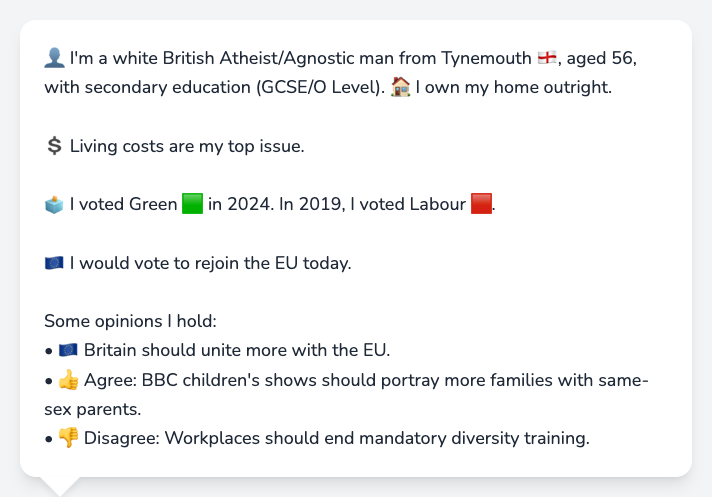 👤 I'm a white British Atheist/Agnostic man from Tynemouth 🏴󠁧󠁢󠁥󠁮󠁧󠁿, aged 56,
with secondary education (GCSE/O Level). 🏠 I own my home outright.
💲 Living costs are my top issue.
🗳️ I voted Green 🟩 in 2024. In 2019, I voted Labour 🟥.
🇪🇺 I would vote to rejoin the EU today.
Some opinions I hold:
• 🇪🇺 Britain should unite more with the EU.
• 👍 Agree: BBC children's shows should portray more families with same-
sex parents.
• 👎 Disagree: Workplaces should end mandatory diversity training.